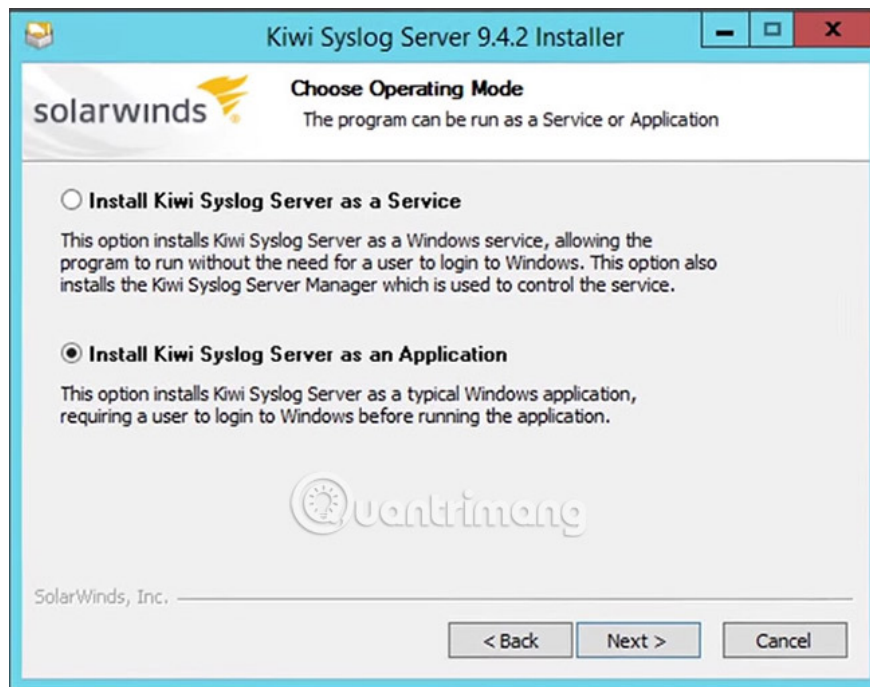 Kiwi Syslog Server 9.4.2 Installer
solarwinds
Choose Operating Mode
The program can be run as a Service or Application
Install Kiwi Syslog Server as a Service
This option installs Kiwi Syslog Server as a Windows service, allowing the
program to run without the need for a user to login to Windows. This option also
installs the Kiwi Syslog Server Manager which is used to control the service.
Install Kiwi Syslog Server as an Application
This option installs Kiwi Syslog Server as a typical Windows application,
requiring a user to login to Windows before running the application.
Quantrimang
SolarWinds, Inc.
< Back
Next >
Cancel